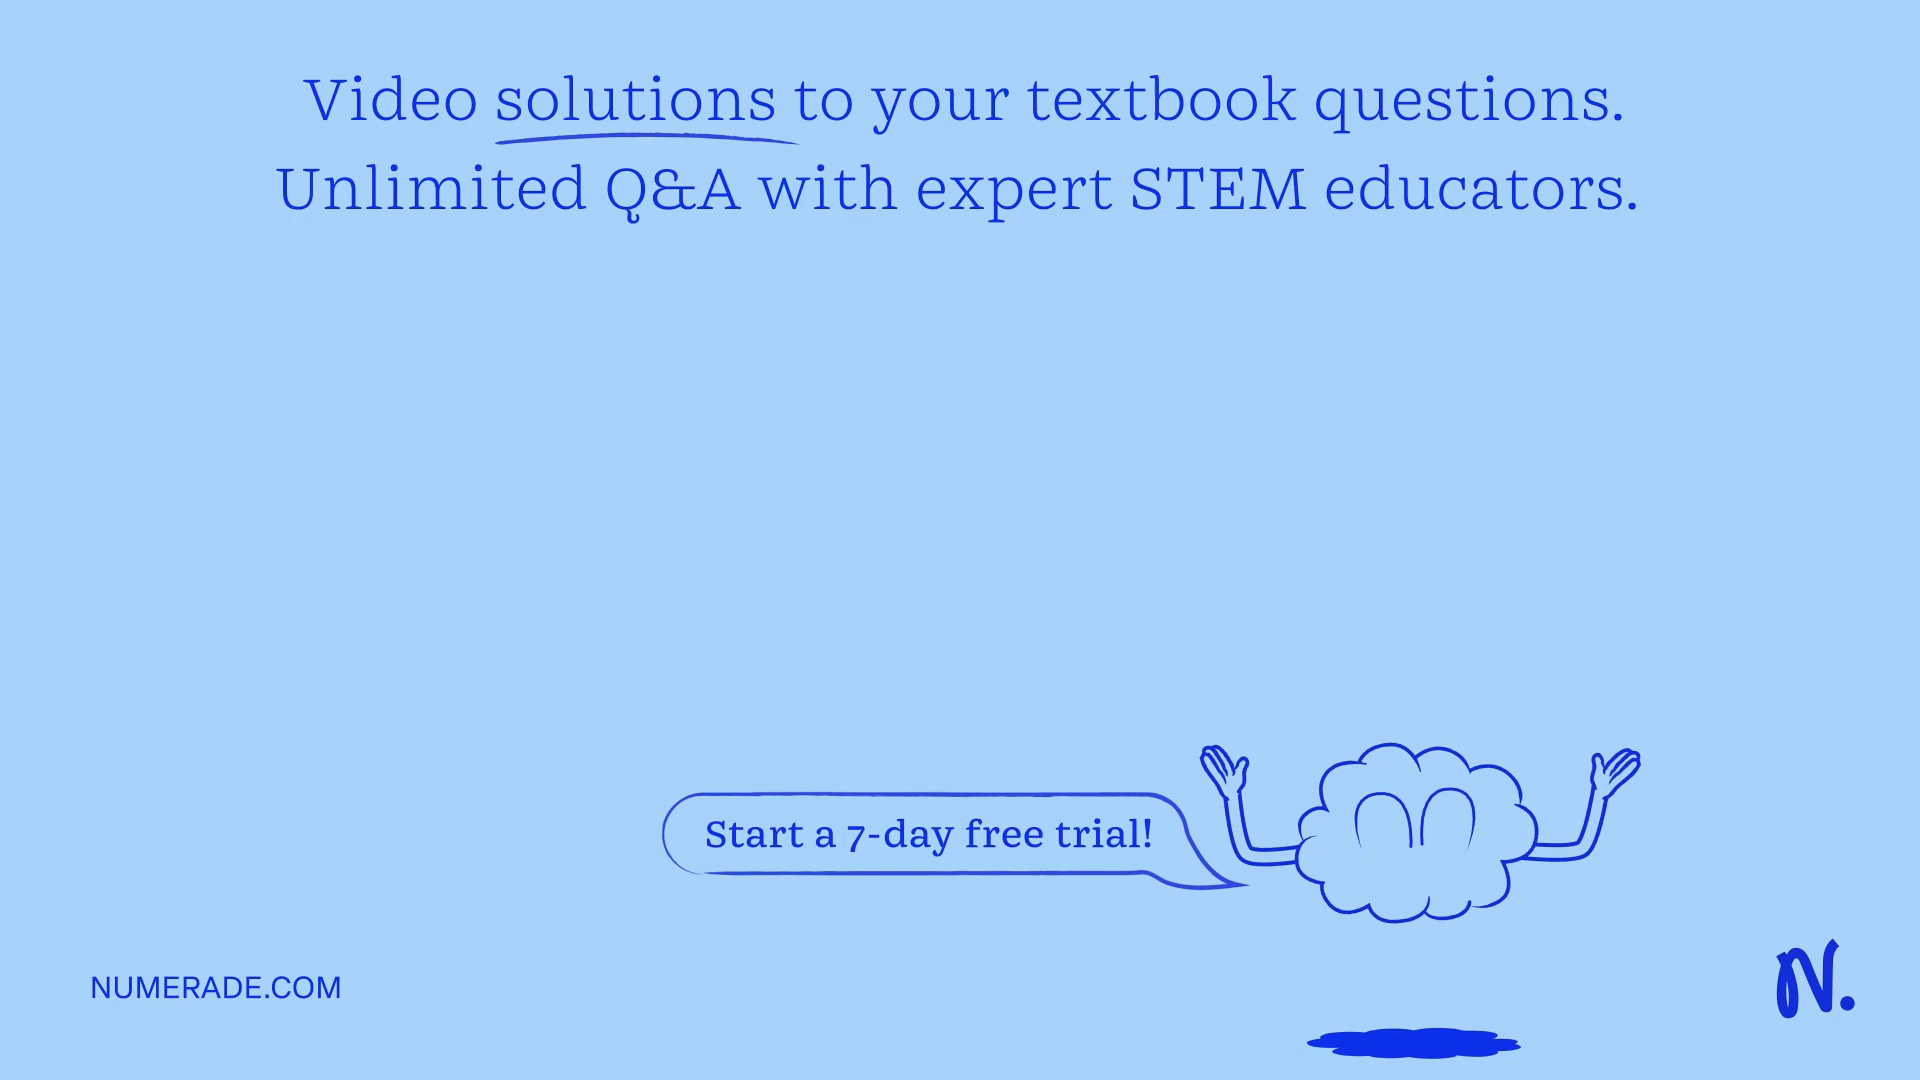 Video solutions to your textbook questions.
Unlimited Q&A with expert STEM educators.
Start a 7-day free trial!
NUMERADE.COM
N.